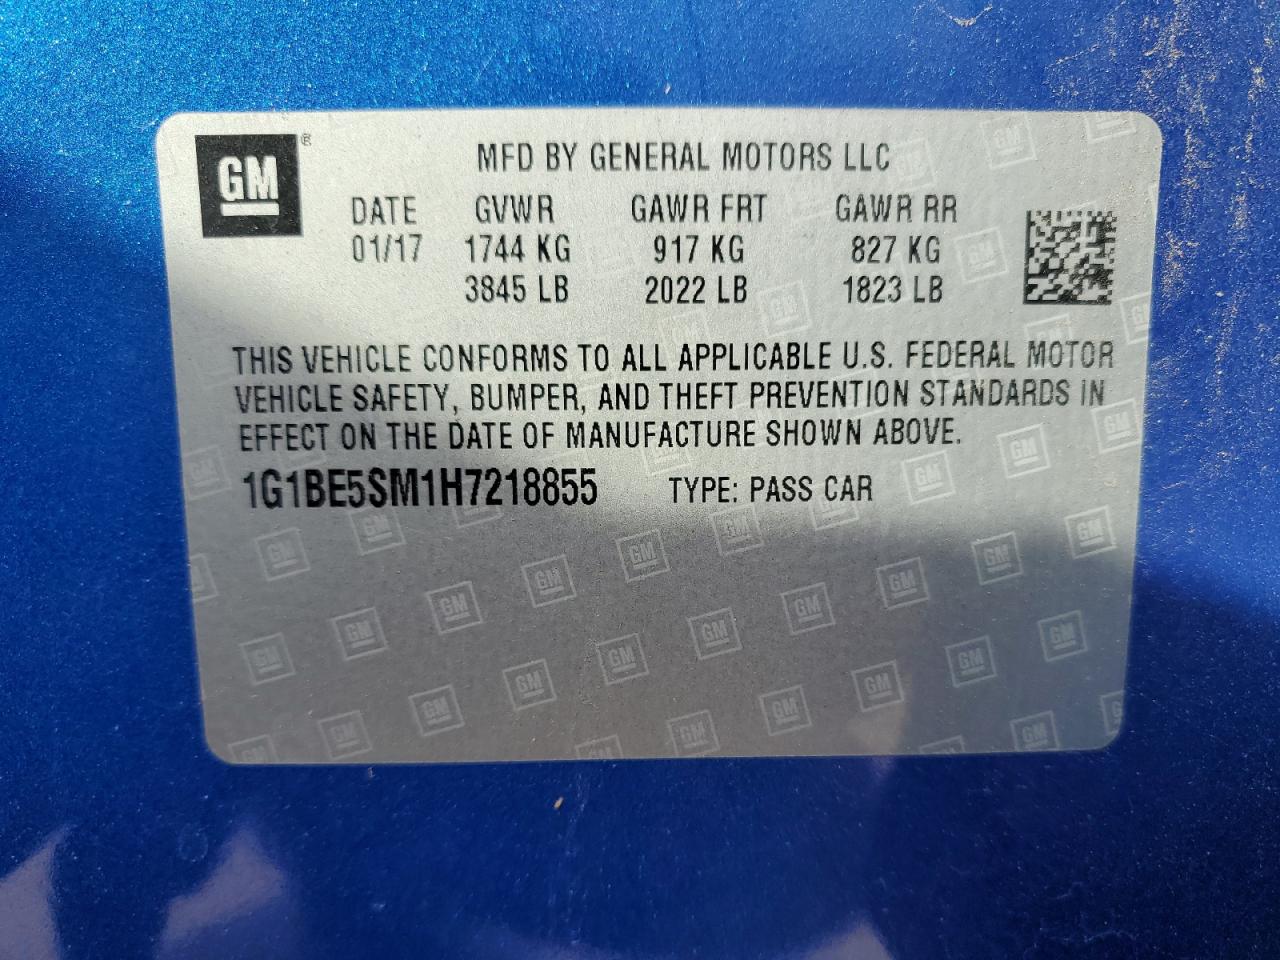 GM ®
MFD BY GENERAL MOTORS LLC
DATE GVWR GAWR FRT GAWR RR
01/17 1744 KG 917 KG 827 KG
3845 LB 2022 LB 1823 LB
THIS VEHICLE CONFORMS TO ALL APPLICABLE U.S. FEDERAL MOTOR
VEHICLE SAFETY, BUMPER, AND THEFT PREVENTION STANDARDS IN
EFFECT ON THE DATE OF MANUFACTURE SHOWN ABOVE.
1G1BE5SM1H7218855 TYPE: PASS CAR